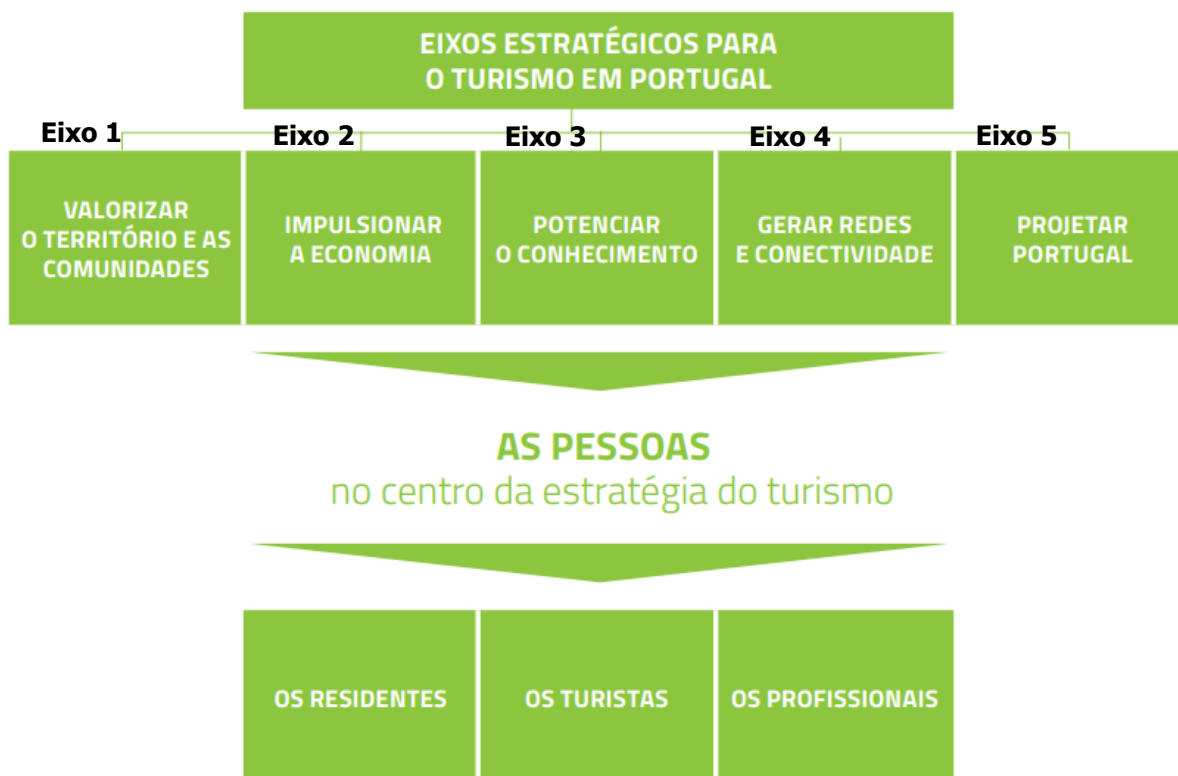 EIXOS ESTRATÉGICOS PARA
O TURISMO EM PORTUGAL
Eixo 1
Eixo 2
Eixo 3
Eixo 4
Eixo 5
VALORIZAR
O TERRITÓRIO E AS
COMUNIDADES
IMPULSIONAR
A ECONOMIA
POTENCIAR
O CONHECIMENTO
GERAR REDES
E CONECTIVIDADE
PROJETAR
PORTUGAL
AS PESSOAS
no centro da estratégia do turismo
OS RESIDENTES
OS TURISTAS
OS PROFISSIONAIS